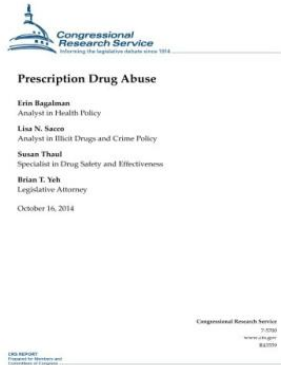 Congressional
Research Service
Informing the legislative debate since 1914
Prescription Drug Abuse
Erin Bagalman
Analyst in Health Policy
Lisa N. Sacco
Analyst in Illicit Drugs and Crime Policy
Susan Thaul
Specialist in Drug Safety and Effectiveness
Brian T. Yeh
Legislative Attorney
October 16, 2014
Congressional Research Service
7-5700
www.crs.gov
CRS REPORT
Prepared for Members and
Committees of Congress